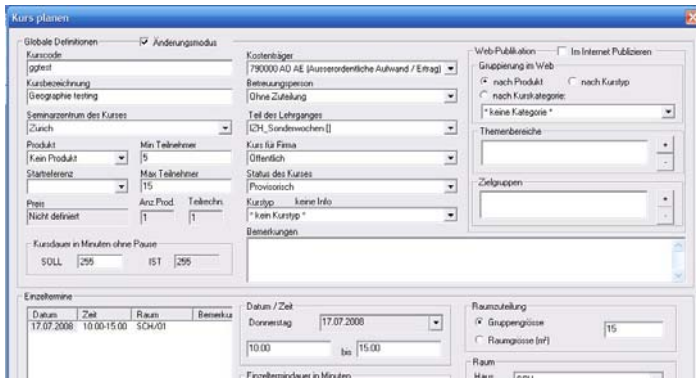 Kurs planen
Globale Definitionen
Änderungsmodus
Kurscode
ggtest
Kursbezeichnung
Geographie testing
Seminarzentrum des Kurses
Zürich
Produkt
Min Teilnehmer
Kein Produkt
5
Startreferenz
Max Teilnehmer
15
Preis
Anz.Prod.
Teilrechn.
Nicht definiert
1
1
Kursdauer in Minuten ohne Pause
SOLL
255
IST
255
Kostenträger
790000 AO AE (Ausserordentliche Aufwand / Ertrag)
Betreuungsperson
Ohne Zuteilung
Teil des Lehrganges
IZH_Sonderwochen []
Kurs für Firma
Öffentlich
Status des Kurses
Provisorisch
Kurstyp
keine Info
* kein Kurstyp *
Bemerkungen
Web-Publikation
Im Internet Publizieren
Gruppierung im Web
nach Produkt
nach Kurstyp
nach Kurskategorie:
* keine Kategorie *
Themenbereiche
+
-
Zielgruppen
+
-
Einzeltermine
Datum
Zeit
Raum
Bemerku
17.07.2008
10:00-15:00
SCH/01
Datum / Zeit
Donnerstag
17.07.2008
10:00
bis
15:00
Einzeltermindauer in Minuten
Raumzuteilung
Gruppengrösse
15
Raumgrösse (m²)
Raum
Haus
SCH